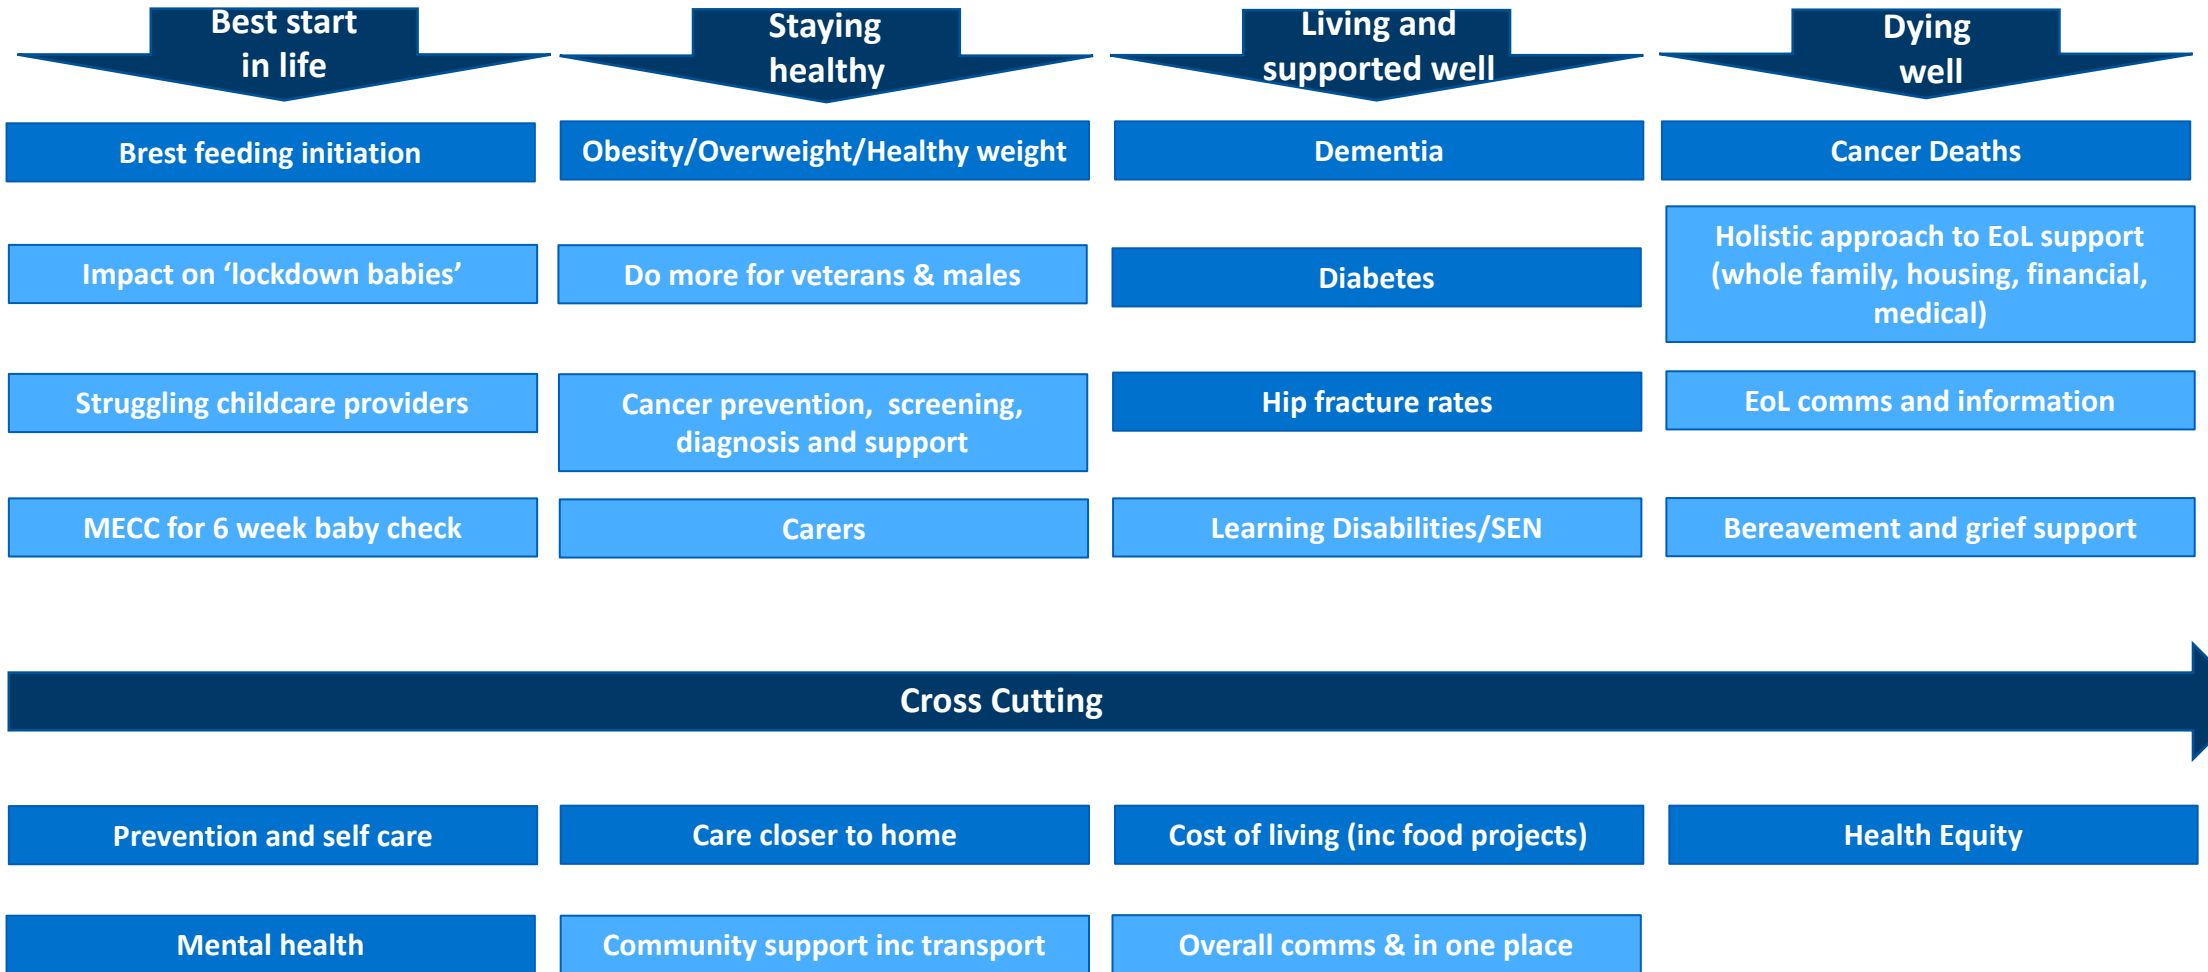 Best start
in life
Staying
healthy
Living and
supported well
Dying
well
Brest feeding initiation
Obesity/Overweight/Healthy weight
Dementia
Cancer Deaths
Impact on ‘lockdown babies’
Do more for veterans & males
Diabetes
Holistic approach to EoL support
(whole family, housing, financial,
medical)
Struggling childcare providers
Cancer prevention, screening,
diagnosis and support
Hip fracture rates
EoL comms and information
MECC for 6 week baby check
Carers
Learning Disabilities/SEN
Bereavement and grief support
Cross Cutting
Prevention and self care
Care closer to home
Cost of living (inc food projects)
Health Equity
Mental health
Community support inc transport
Overall comms & in one place